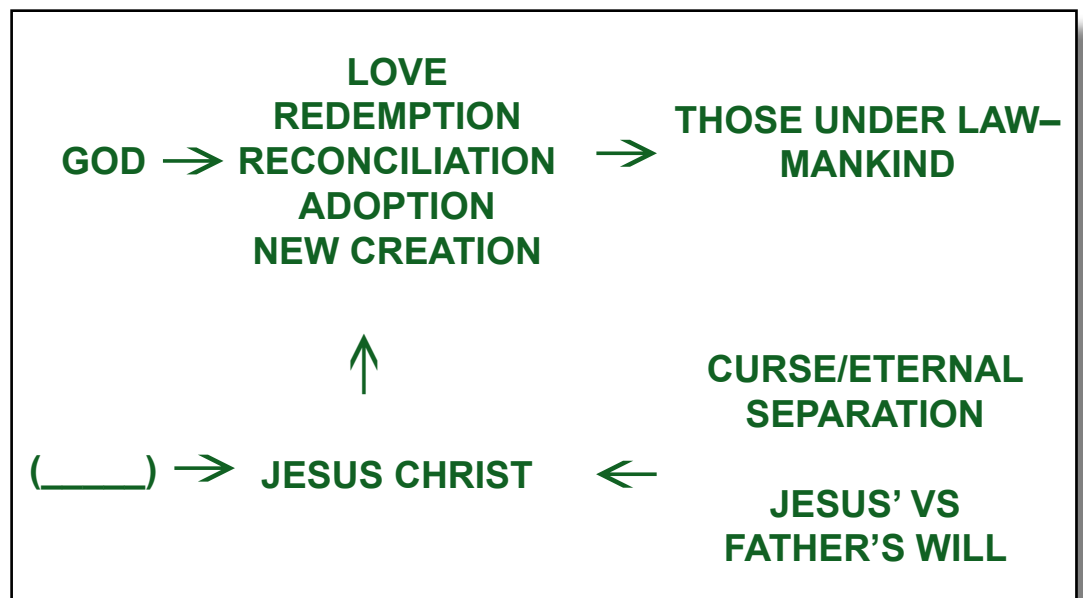 LOVE
REDEMPTION
GOD → RECONCILIATION →
ADOPTION
NEW CREATION
THOSE UNDER LAW–
MANKIND
↑
(_____) → JESUS CHRIST ←
CURSE/ETERNAL
SEPARATION
JESUS’ VS
FATHER’S WILL